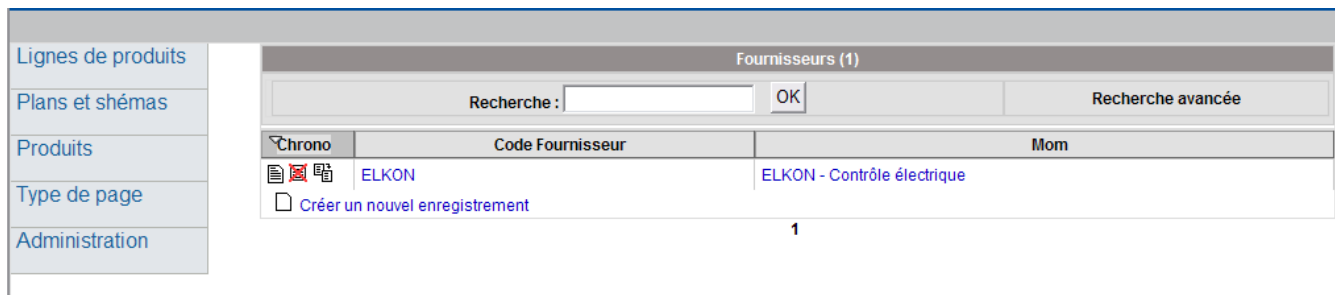 Lignes de produits
Plans et shémas
Produits
Type de page
Administration
Fournisseurs (1)
Recherche : OK Recherche avancée
Chrono Code Fournisseur Mom
ELKON ELKON - Contrôle électrique
Créer un nouvel enregistrement
1